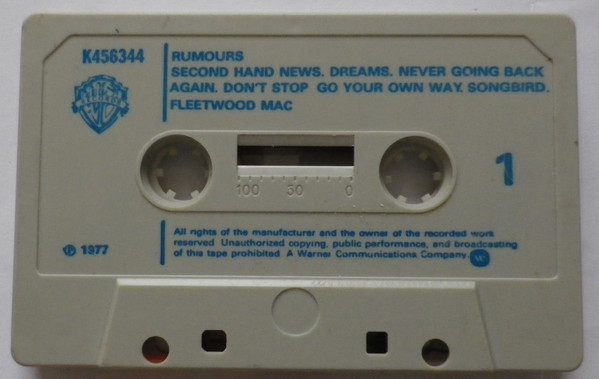 K456344
RUMOURS
SECOND HAND NEWS. DREAMS. NEVER GOING BACK
AGAIN. DON'T STOP GO YOUR OWN WAY. SONGBIRD.
FLEETWOOD MAC
100 50 0
1
All rights of the manufacturer and the owner of the recorded work
reserved Unauthorized copying, public performance, and broadcasting
of this tape prohibited A Warner Communications Company.
℗ 1977